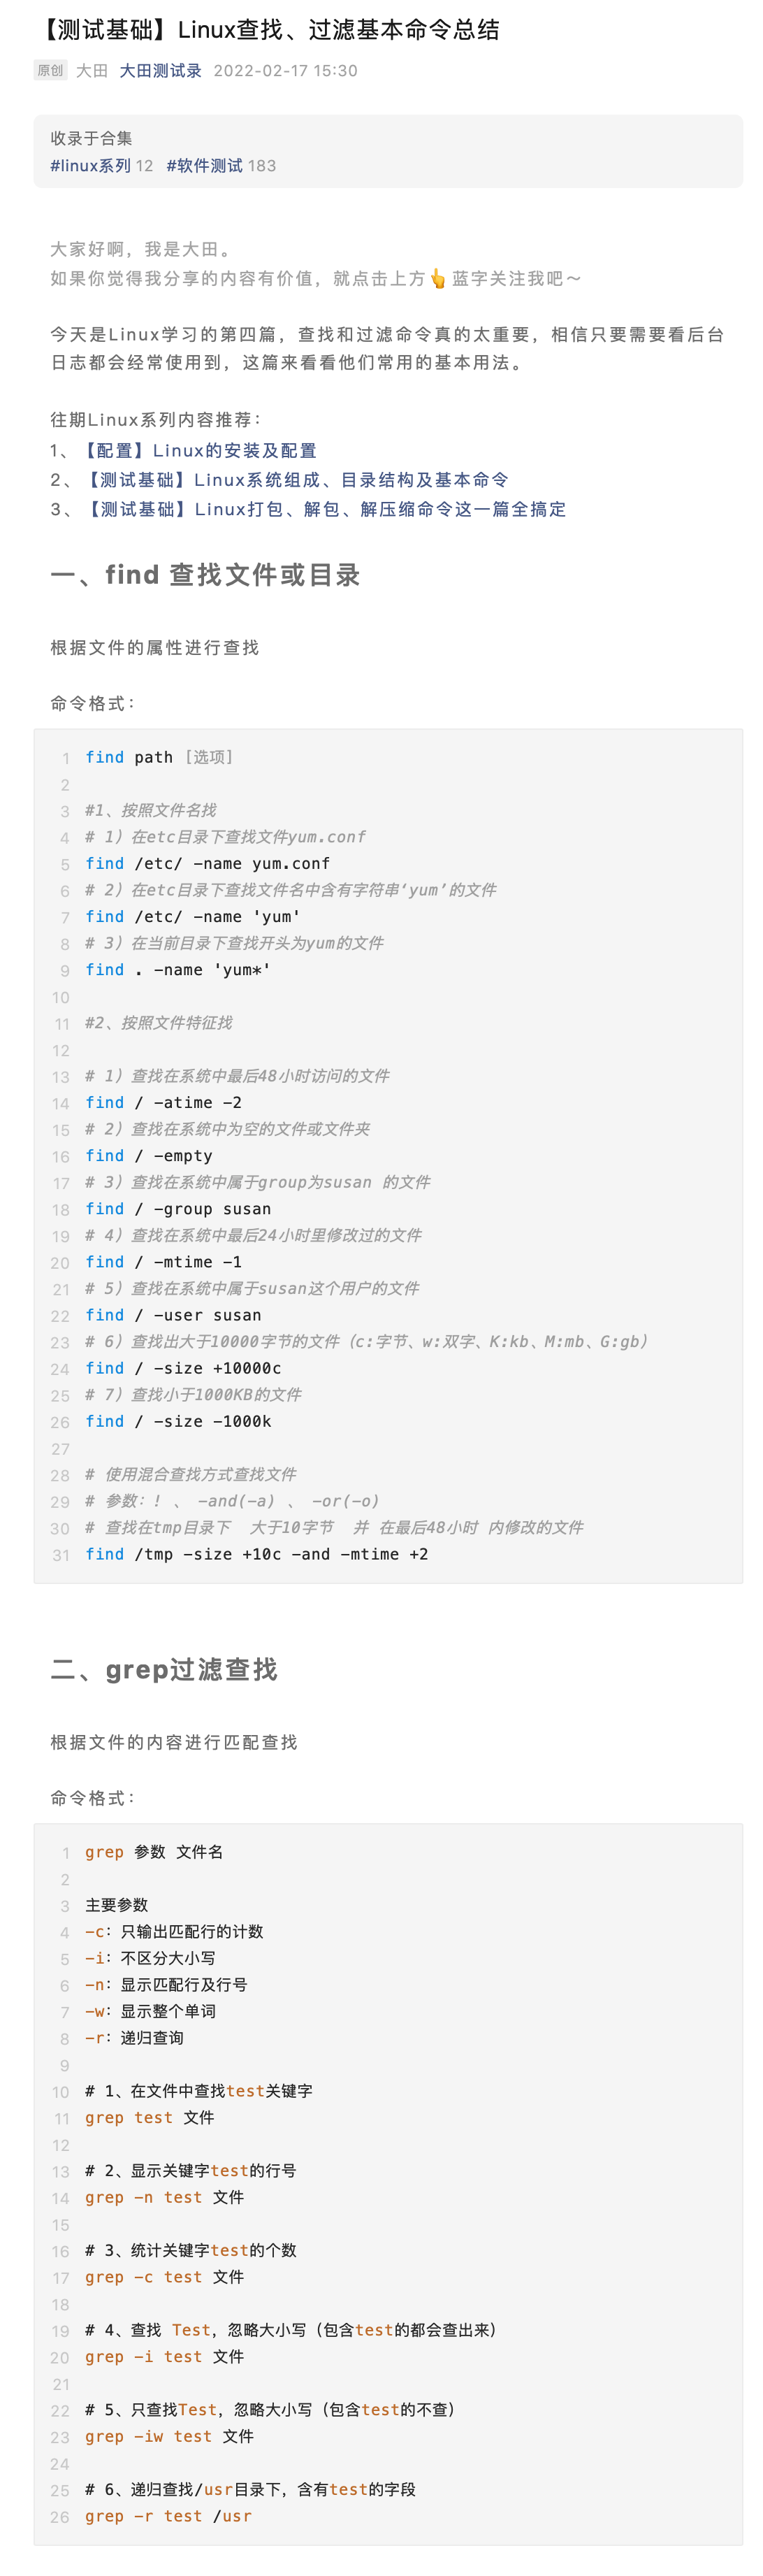 【测试基础】Linux查找、过滤基本命令总结
原创 大田 大田测试录 2022-02-17 15:30
收录于合集
#linux系列 12 #软件测试 183
大家好啊，我是大田。
如果你觉得我分享的内容有价值，就点击上方👆蓝字关注我吧～
今天是Linux学习的第四篇，查找和过滤命令真的太重要，相信只要需要看后台
日志都会经常使用到，这篇来看看他们常用的基本用法。
往期Linux系列内容推荐：
1、【配置】Linux的安装及配置
2、【测试基础】Linux系统组成、目录结构及基本命令
3、【测试基础】Linux打包、解包、解压缩命令这一篇全搞定
一、find 查找文件或目录
根据文件的属性进行查找
命令格式：
1 find path [选项]
2
3 #1、按照文件名找
4 # 1）在etc目录下查找文件yum.conf
5 find /etc/ -name yum.conf
6 # 2）在etc目录下查找文件名中含有字符串‘yum’的文件
7 find /etc/ -name 'yum'
8 # 3）在当前目录下查找开头为yum的文件
9 find . -name 'yum*'
10
11 #2、按照文件特征找
12
13 # 1）查找在系统中最后48小时访问的文件
14 find / -atime -2
15 # 2）查找在系统中为空的文件或文件夹
16 find / -empty
17 # 3）查找在系统中属于group为susan 的文件
18 find / -group susan
19 # 4）查找在系统中最后24小时里修改过的文件
20 find / -mtime -1
21 # 5）查找在系统中属于susan这个用户的文件
22 find / -user susan
23 # 6）查找出大于10000字节的文件（c:字节、w:双字、K:kb、M:mb、G:gb）
24 find / -size +10000c
25 # 7）查找小于1000KB的文件
26 find / -size -1000k
27
28 # 使用混合查找方式查找文件
29 # 参数：! 、 -and(-a) 、 -or(-o)
30 # 查找在tmp目录下  大于10字节  并 在最后48小时 内修改的文件
31 find /tmp -size +10c -and -mtime +2
二、grep过滤查找
根据文件的内容进行匹配查找
命令格式：
1 grep 参数 文件名
2
3 主要参数
4 -c：只输出匹配行的计数
5 -i：不区分大小写
6 -n：显示匹配行及行号
7 -w：显示整个单词
8 -r：递归查询
9
10 # 1、在文件中查找test关键字
11 grep test 文件
12
13 # 2、显示关键字test的行号
14 grep -n test 文件
15
16 # 3、统计关键字test的个数
17 grep -c test 文件
18
19 # 4、查找 Test，忽略大小写（包含test的都会查出来）
20 grep -i test 文件
21
22 # 5、只查找Test，忽略大小写（包含test的不查）
23 grep -iw test 文件
24
25 # 6、递归查找/usr目录下，含有test的字段
26 grep -r test /usr